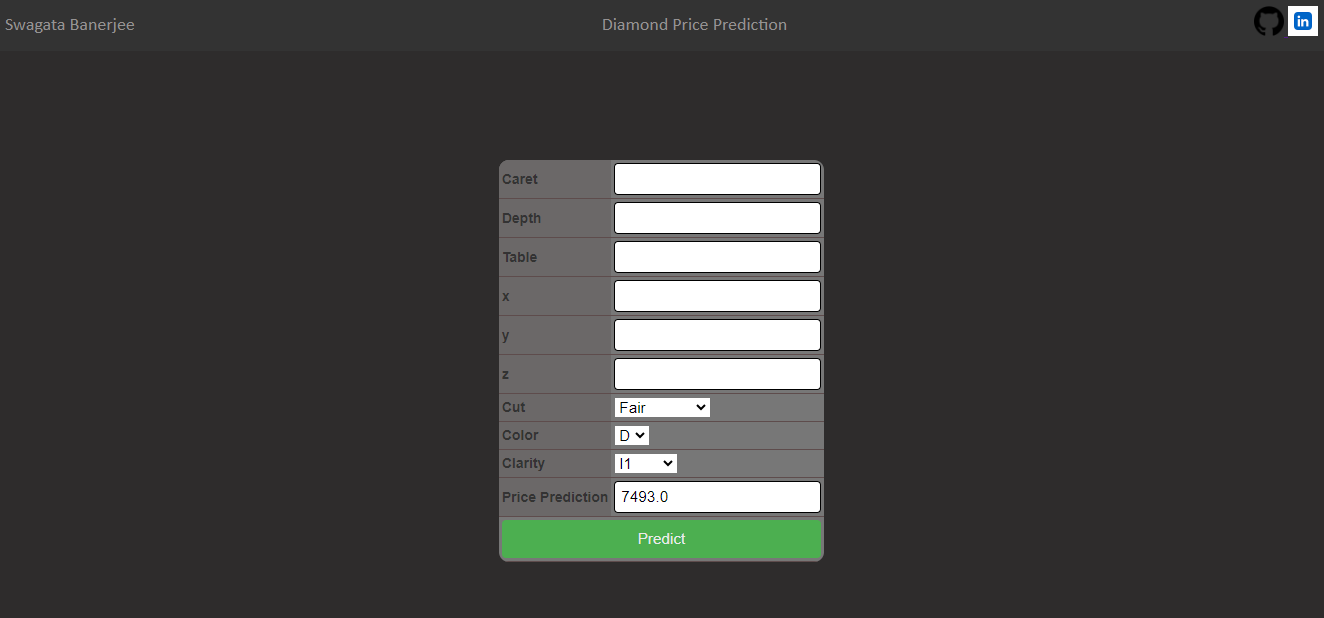 Swagata Banerjee
Diamond Price Prediction
in
Caret
Depth
Table
x
y
z
Cut Fair
Color D
Clarity I1
Price Prediction 7493.0
Predict